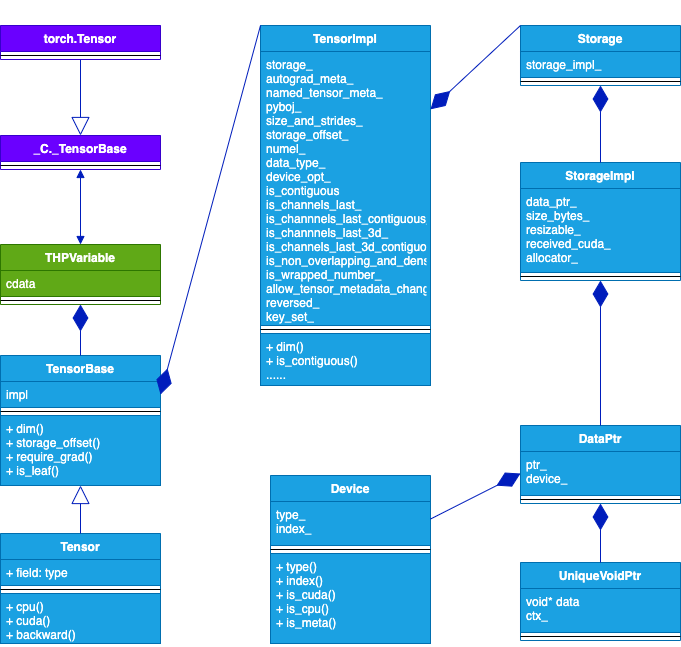 torch.Tensor
_C._TensorBase
THPVariable
cdata
TensorBase
impl
+ dim()
+ storage_offset()
+ require_grad()
+ is_leaf()
Tensor
+ field: type
+ cpu()
+ cuda()
+ backward()
TensorImpl
storage_
autograd_meta_
named_tensor_meta_
pyobj_
size_and_strides_
storage_offset_
numel_
data_type_
device_opt_
is_contiguous
is_channels_last_
is_channnels_last_contiguous_
is_channnels_last_3d_
is_channels_last_3d_contiguo
is_non_overlapping_and_dens
is_wrapped_number_
allow_tensor_metadata_chang
reversed_
key_set_
+ dim()
+ is_contiguous()
......
Device
type_
index_
+ type()
+ index()
+ is_cuda()
+ is_cpu()
+ is_meta()
Storage
storage_impl_
StorageImpl
data_ptr_
size_bytes_
resizable_
received_cuda_
allocator_
DataPtr
ptr_
device_
UniqueVoidPtr
void* data
ctx_